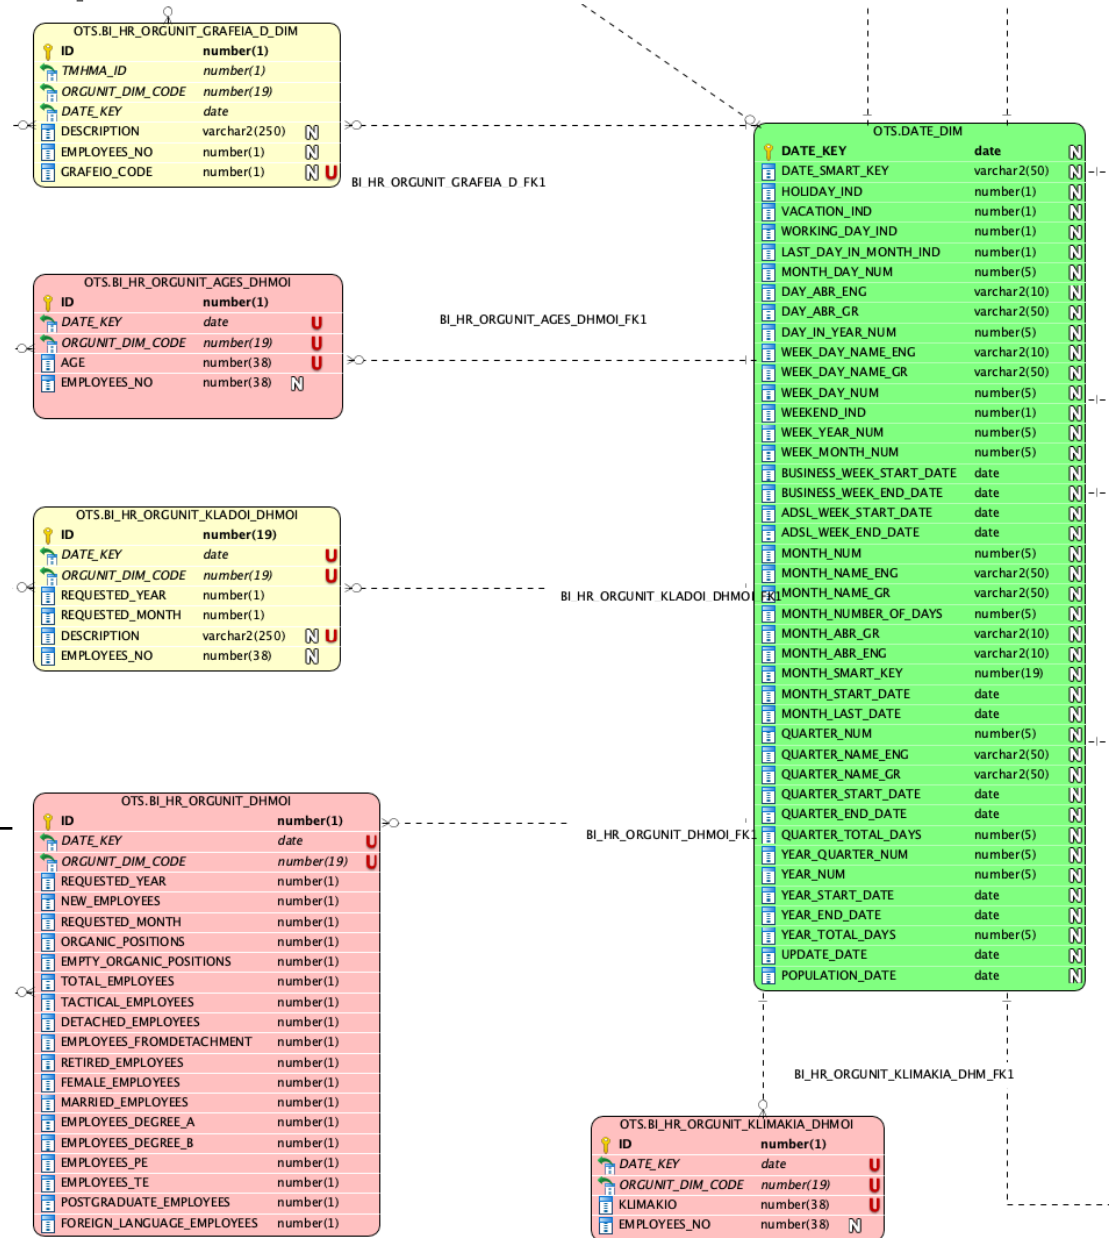 OTS.BI_HR_ORGUNIT_GRAFEIA_D_DIM
ID number(1)
TMHMA_ID number(1)
ORGUNIT_DIM_CODE number(19)
DATE_KEY date
DESCRIPTION varchar2(250) N
EMPLOYEES_NO number(1) N
GRAFEIO_CODE number(1) N U
BI_HR_ORGUNIT_GRAFEIA_D_FK1
OTS.BI_HR_ORGUNIT_AGES_DHMOI
ID number(1)
DATE_KEY date U
ORGUNIT_DIM_CODE number(19) U
AGE number(38) U
EMPLOYEES_NO number(38) N
BI_HR_ORGUNIT_AGES_DHMOI_FK1
OTS.BI_HR_ORGUNIT_KLADOI_DHMOI
ID number(19)
DATE_KEY date U
ORGUNIT_DIM_CODE number(19) U
REQUESTED_YEAR number(1)
REQUESTED_MONTH number(1)
DESCRIPTION varchar2(250) N U
EMPLOYEES_NO number(38) N
BI_HR_ORGUNIT_KLADOI_DHMOI_FK1
OTS.BI_HR_ORGUNIT_DHMOI
ID number(1)
DATE_KEY date U
ORGUNIT_DIM_CODE number(19) U
REQUESTED_YEAR number(1)
NEW_EMPLOYEES number(1)
REQUESTED_MONTH number(1)
ORGANIC_POSITIONS number(1)
EMPTY_ORGANIC_POSITIONS number(1)
TOTAL_EMPLOYEES number(1)
TACTICAL_EMPLOYEES number(1)
DETACHED_EMPLOYEES number(1)
EMPLOYEES_FROMDETACHMENT number(1)
RETIRED_EMPLOYEES number(1)
FEMALE_EMPLOYEES number(1)
MARRIED_EMPLOYEES number(1)
EMPLOYEES_DEGREE_A number(1)
EMPLOYEES_DEGREE_B number(1)
EMPLOYEES_PE number(1)
EMPLOYEES_TE number(1)
POSTGRADUATE_EMPLOYEES number(1)
FOREIGN_LANGUAGE_EMPLOYEES number(1)
BI_HR_ORGUNIT_DHMOI_FK1
OTS.DATE_DIM
DATE_KEY date N
DATE_SMART_KEY varchar2(50) N
HOLIDAY_IND number(1) N
VACATION_IND number(1) N
WORKING_DAY_IND number(1) N
LAST_DAY_IN_MONTH_IND number(1) N
MONTH_DAY_NUM number(5) N
DAY_ABR_ENG varchar2(10) N
DAY_ABR_GR varchar2(50) N
DAY_IN_YEAR_NUM number(5) N
WEEK_DAY_NAME_ENG varchar2(10) N
WEEK_DAY_NAME_GR varchar2(50) N
WEEK_DAY_NUM number(5) N
WEEKEND_IND number(1) N
WEEK_YEAR_NUM number(5) N
WEEK_MONTH_NUM number(5) N
BUSINESS_WEEK_START_DATE date N
BUSINESS_WEEK_END_DATE date N
ADSL_WEEK_START_DATE date N
ADSL_WEEK_END_DATE date N
MONTH_NUM number(5) N
MONTH_NAME_ENG varchar2(50) N
MONTH_NAME_GR varchar2(50) N
MONTH_NUMBER_OF_DAYS number(5) N
MONTH_ABR_GR varchar2(10) N
MONTH_ABR_ENG varchar2(10) N
MONTH_SMART_KEY number(19) N
MONTH_START_DATE date N
MONTH_LAST_DATE date N
QUARTER_NUM number(5) N
QUARTER_NAME_ENG varchar2(50) N
QUARTER_NAME_GR varchar2(50) N
QUARTER_START_DATE date N
QUARTER_END_DATE date N
QUARTER_TOTAL_DAYS number(5) N
YEAR_QUARTER_NUM number(5) N
YEAR_NUM number(5) N
YEAR_START_DATE date N
YEAR_END_DATE date N
YEAR_TOTAL_DAYS number(5) N
UPDATE_DATE date N
POPULATION_DATE date N
BI_HR_ORGUNIT_KLIMAKIA_DHM_FK1
OTS.BI_HR_ORGUNIT_KLIMAKIA_DHMOI
ID number(1)
DATE_KEY date U
ORGUNIT_DIM_CODE number(19) U
KLIMAKIO number(38) U
EMPLOYEES_NO number(38) N